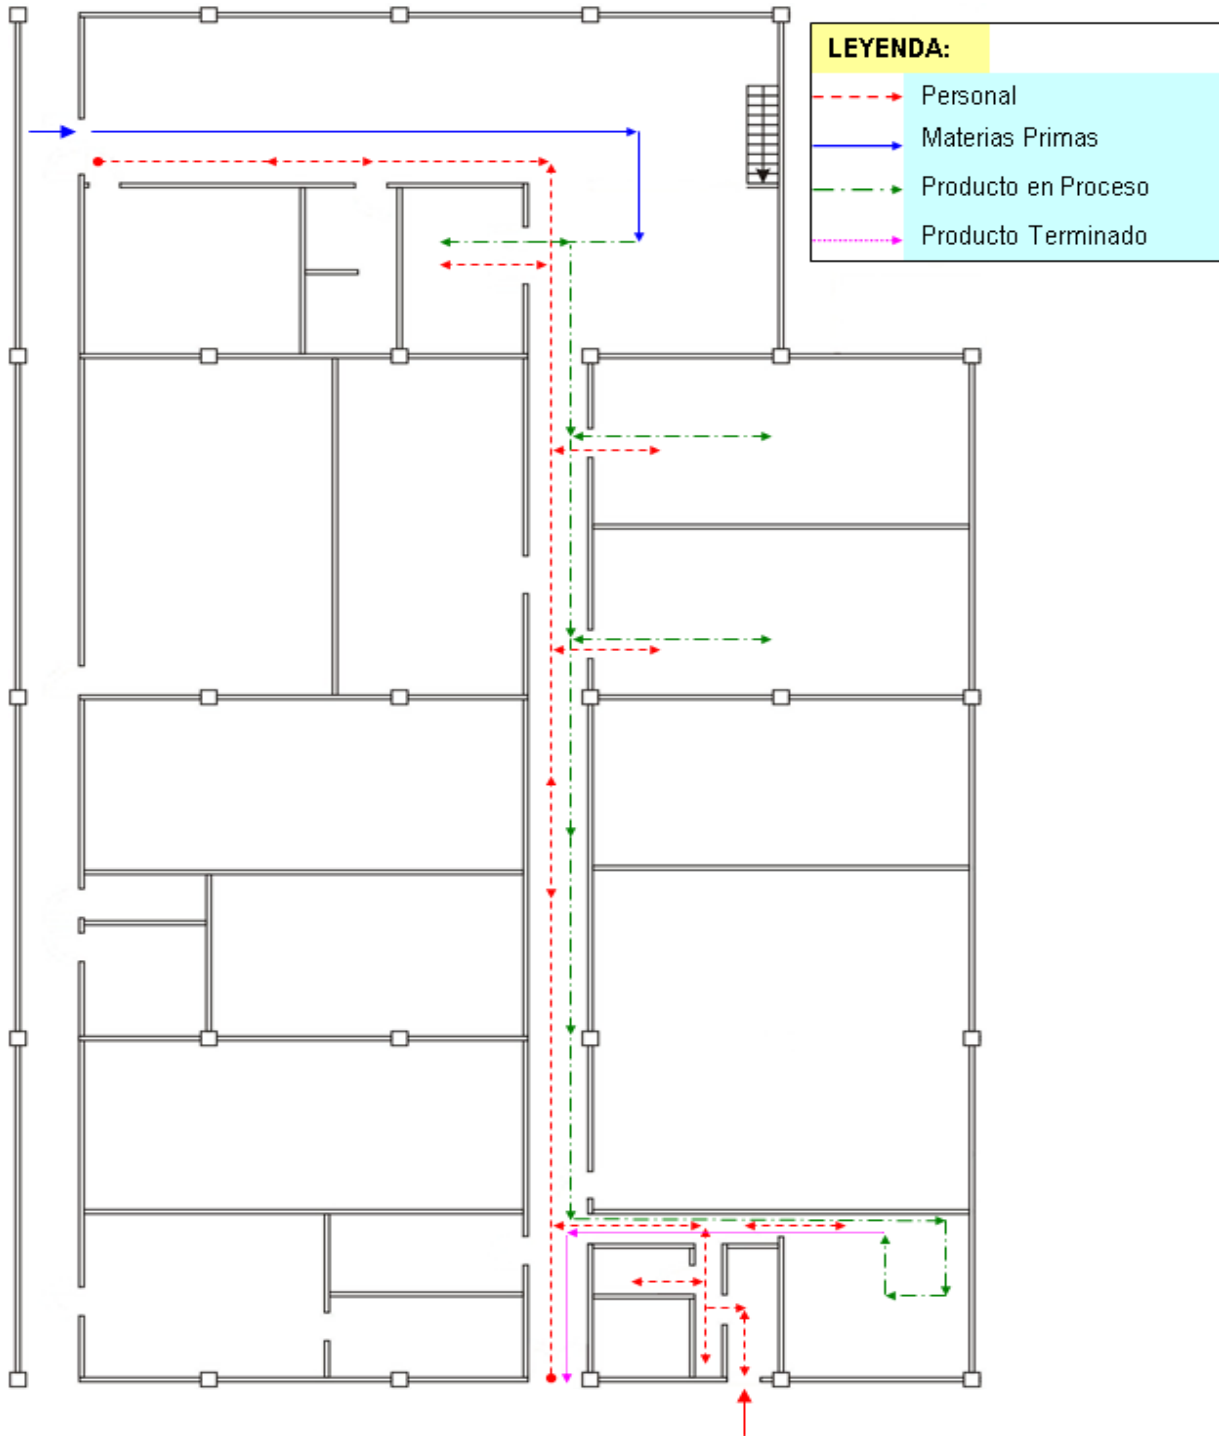 LEYENDA:
Personal
Materias Primas
Producto en Proceso
Producto Terminado